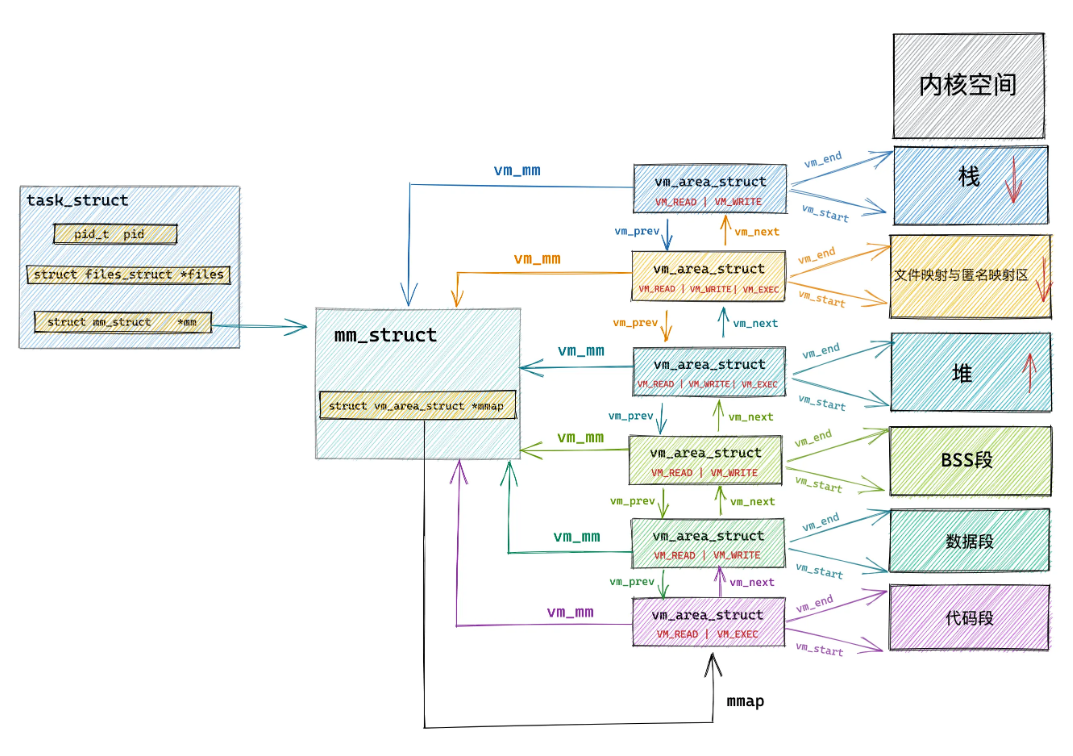 内核空间
vm_mm
vm_area_struct
VM_READ | VM_WRITE
vm_end
vm_start
栈
task_struct
pid_t pid
struct files_struct *files
struct mm_struct *mm
vm_prev
vm_next
vm_mm
vm_area_struct
VM_READ | VM_WRITE| VM_EXEC
vm_end
vm_start
文件映射与匿名映射区
vm_prev
vm_next
mm_struct
struct vm_area_struct *mmap
vm_mm
vm_area_struct
VM_READ | VM_WRITE| VM_EXEC
vm_end
vm_start
堆
vm_prev
vm_next
vm_mm
vm_area_struct
VM_READ | VM_WRITE
vm_end
vm_start
BSS段
vm_prev
vm_next
vm_mm
vm_area_struct
VM_READ | VM_WRITE
vm_end
vm_start
数据段
vm_prev
vm_next
vm_mm
vm_area_struct
VM_READ | VM_EXEC
vm_end
vm_start
代码段
mmap